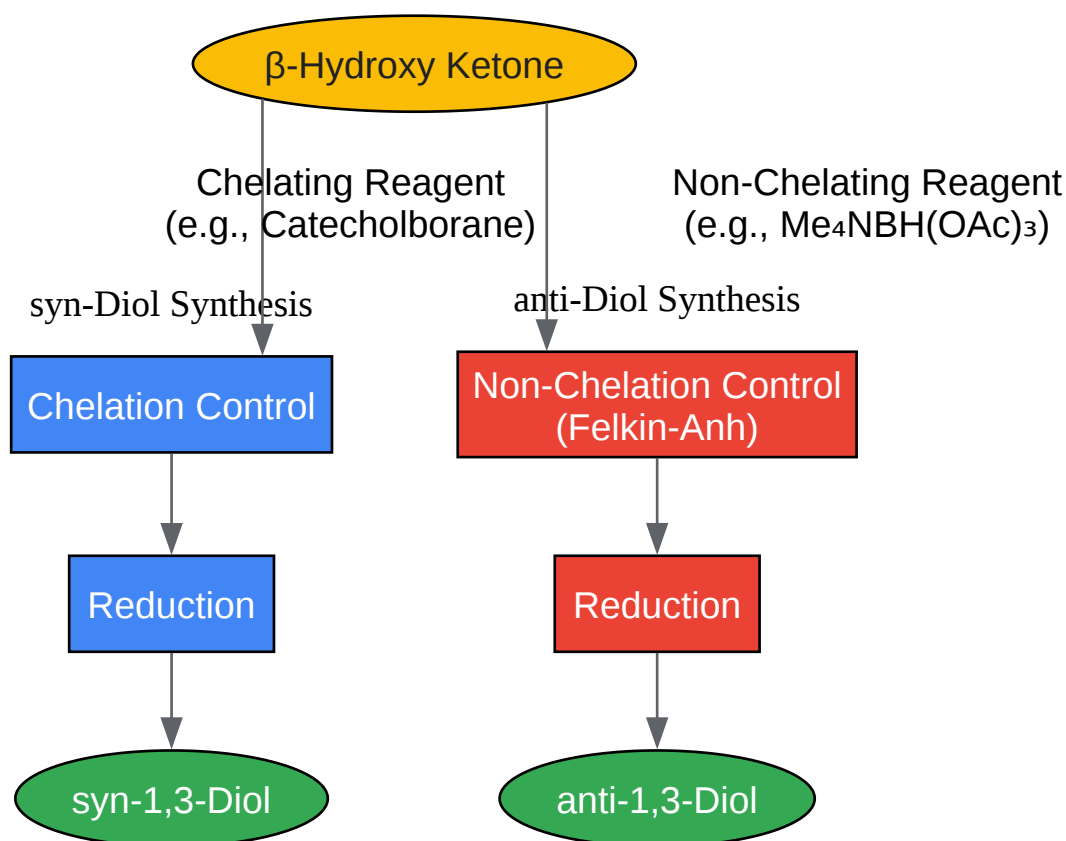 β-Hydroxy Ketone
Chelating Reagent
(e.g., Catecholborane)
Non-Chelating Reagent
(e.g., Me₄NBH(OAc)₃)
syn-Diol Synthesis
anti-Diol Synthesis
Chelation Control
Non-Chelation Control
(Felkin-Anh)
Reduction
Reduction
syn-1,3-Diol
anti-1,3-Diol